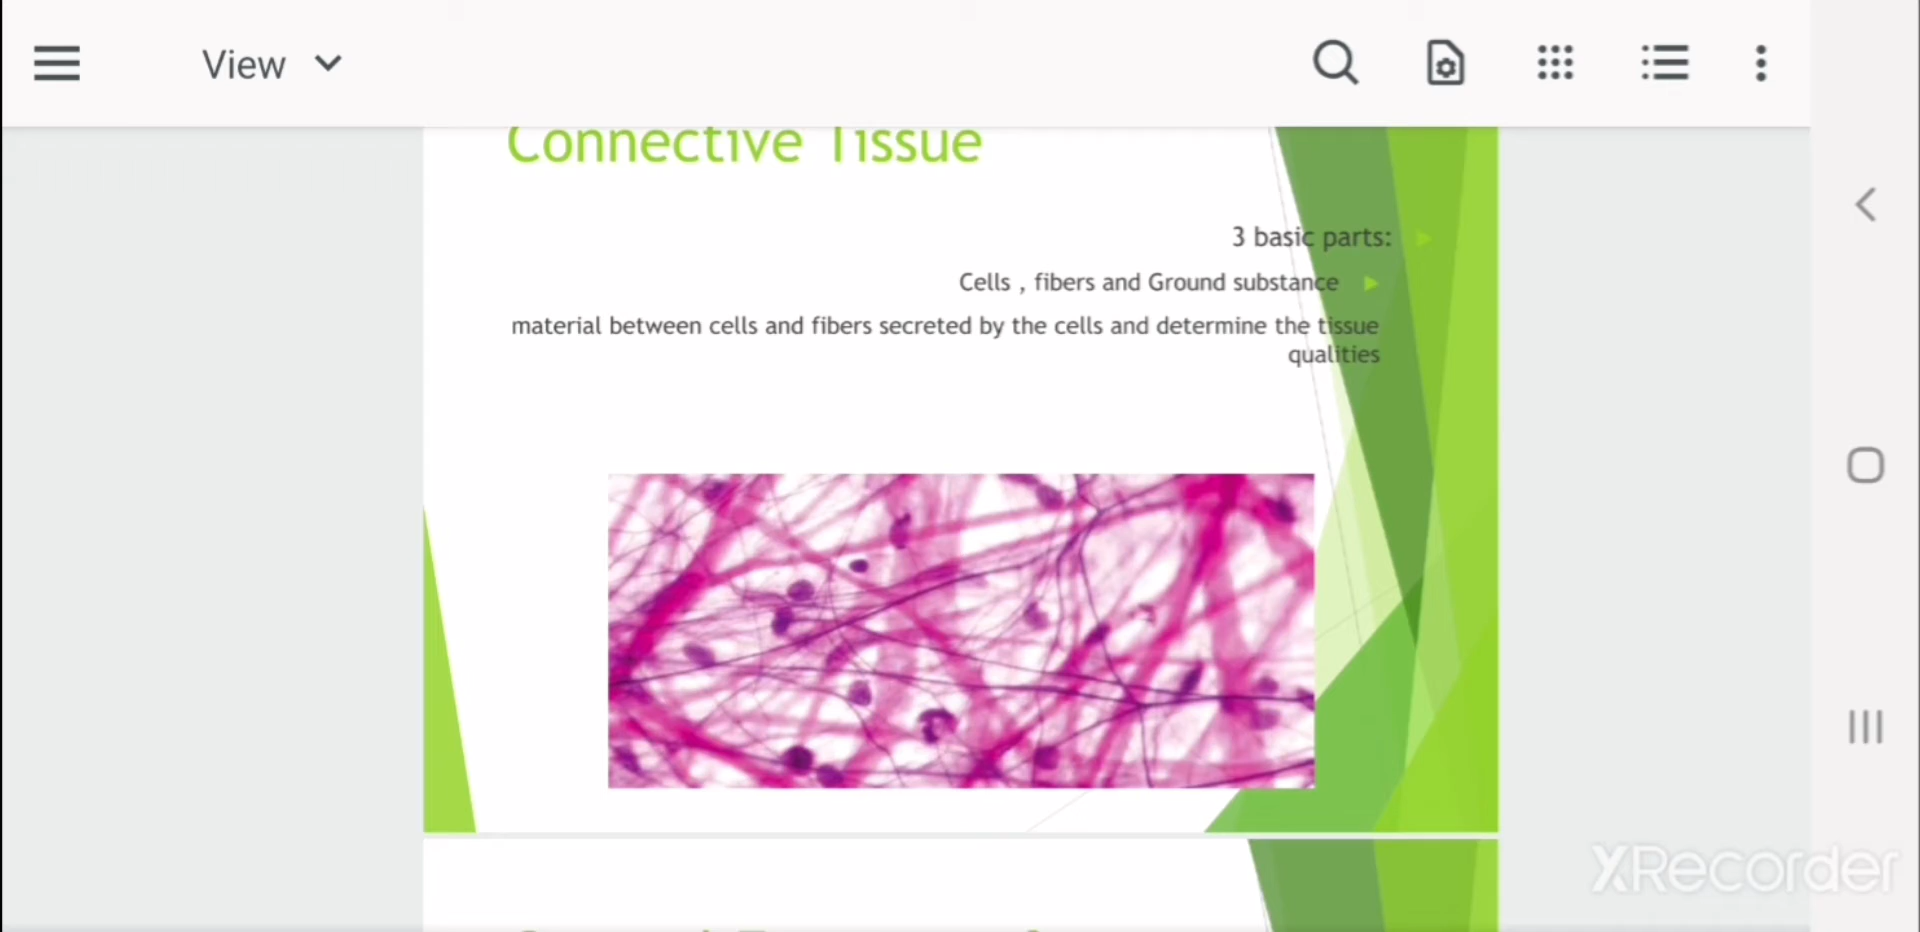 View
Connective Tissue
3 basic parts:
Cells , fibers and Ground substance
material between cells and fibers secreted by the cells and determine the tissue
qualities
XRecorder